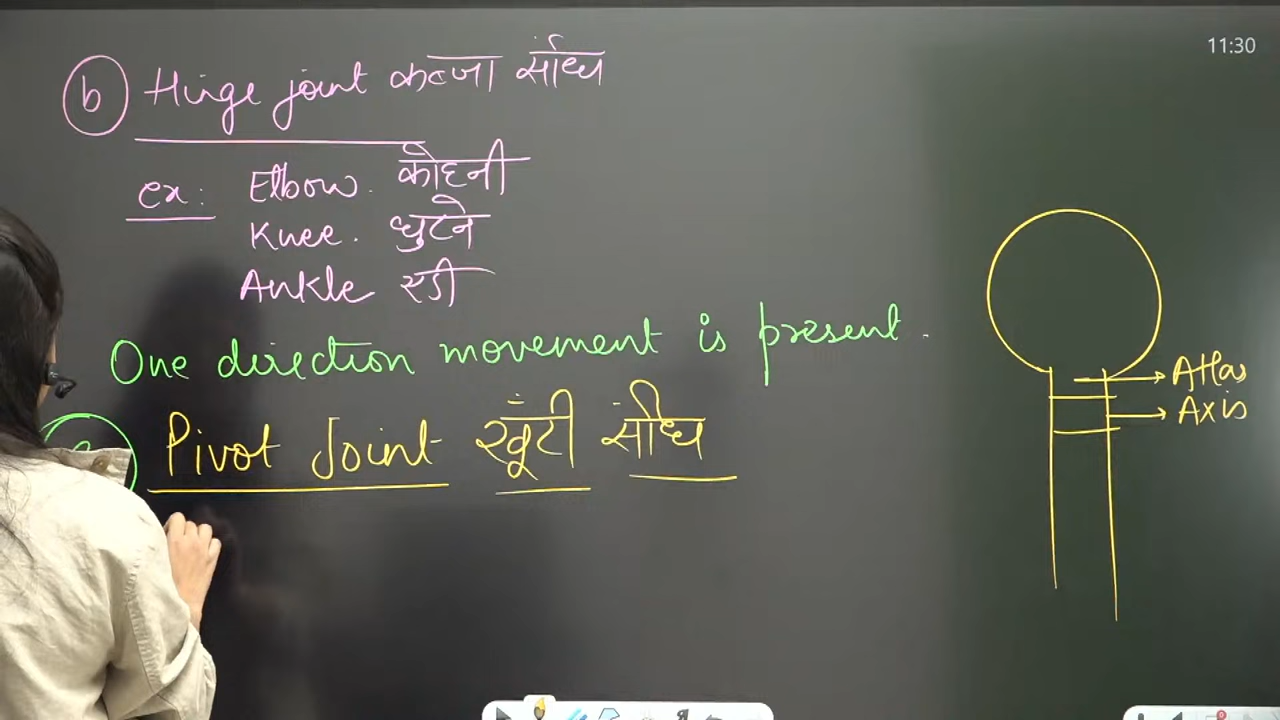 11:30
b Hinge joint कब्जा संधि
ex: Elbow. कोहनी
Knee. घुटने
Ankle एडी
One direction movement is present.
Pivot Joint खूंटी संधि
Atlas
Axis